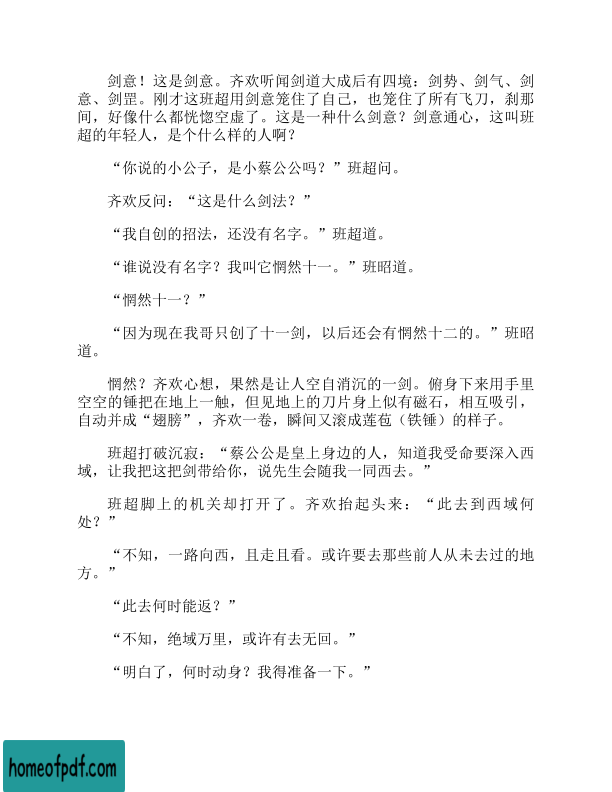 剑意！这是剑意。齐欢听闻剑道大成后有四境：剑势、剑气、剑
意、剑罡。刚才这班超用剑意笼住了自己，也笼住了所有飞刀，刹那
间，好像什么都恍惚空虚了。这是一种什么剑意？剑意通心，这叫班
超的年轻人，是个什么样的人啊？
“你说的小公子，是小蔡公公吗？”班超问。
齐欢反问：“这是什么剑法？”
“我自创的招法，还没有名字。”班超道。
“谁说没有名字？我叫它惘然十一。”班昭道。
“惘然十一？”
“因为现在我哥只创了十一剑，以后还会有惘然十二的。”班昭
道。
惘然？齐欢心想，果然是让人空自消沉的一剑。俯身下来用手里
空空的锤把在地上一触，但见地上的刀片身上似有磁石，相互吸引，
自动并成“翅膀”，齐欢一卷，瞬间又滚成莲苞（铁锤）的样子。
班超打破沉寂：“蔡公公是皇上身边的人，知道我受命要深入西
域，让我把这把剑带给你，说先生会随我一同西去。”
班超脚上的机关却打开了。齐欢抬起头来：“此去到西域何
处？”
“不知，一路向西，且走且看。或许要去那些前人从未去过的地
方。”
“此去何时能返？”
“不知，绝域万里，或许有去无回。”
“明白了，何时动身？我得准备一下。”
homeofpdf.com